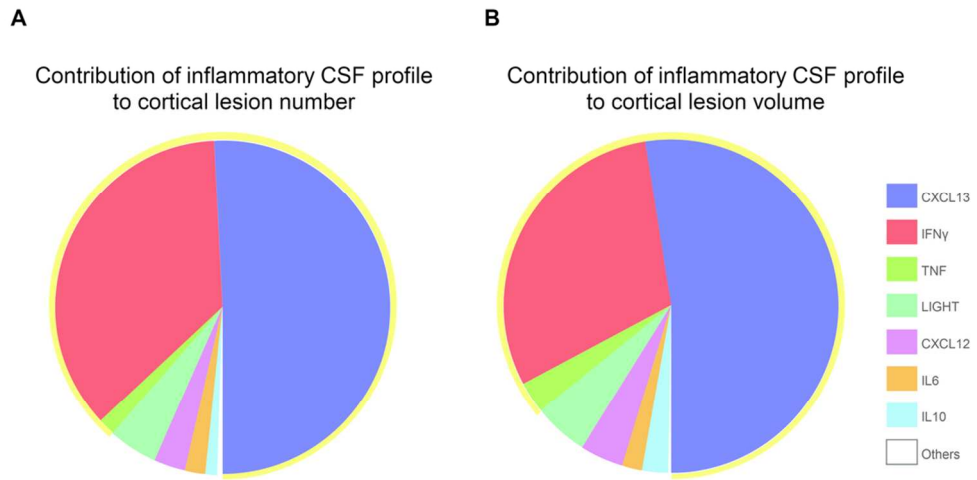 A
B
Contribution of inflammatory CSF profile
to cortical lesion number
Contribution of inflammatory CSF profile
to cortical lesion volume
CXCL13
IFNγ
TNF
LIGHT
CXCL12
IL6
IL10
Others